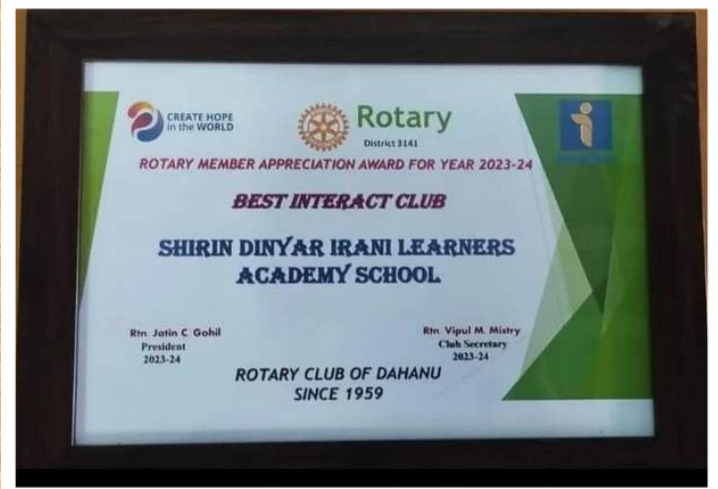 CREATE HOPE
in the WORLD
Rotary
District 3141
ROTARY MEMBER APPRECIATION AWARD FOR YEAR 2023-24
BEST INTERACT CLUB
SHIRIN DINYAR IRANI LEARNERS
ACADEMY SCHOOL
Rtn. Jatin C. Gohil
President
2023-24
Rtn. Vipul M. Mistry
Club Secretary
2023-24
ROTARY CLUB OF DAHANU
SINCE 1959